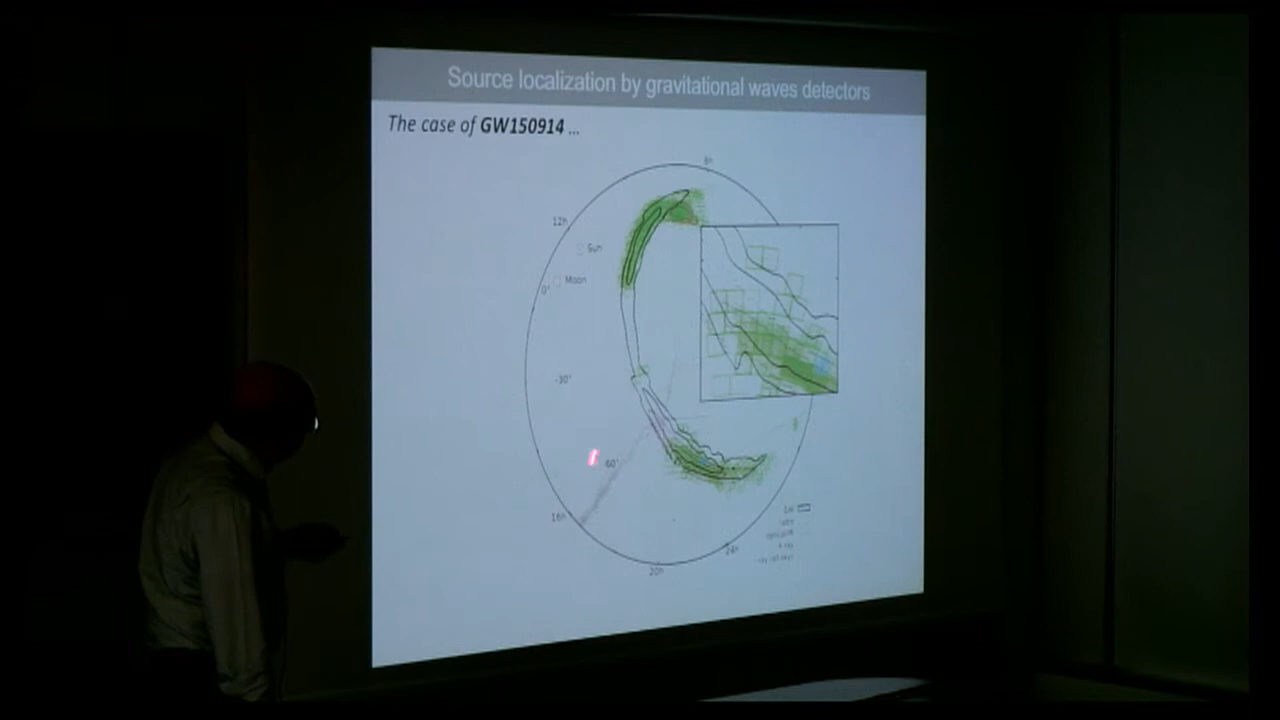 Source localization by gravitational waves detectors
The case of GW150914 ...
8h
12h
Sun
Moon
0°
-30°
60°
16h
24h
20h